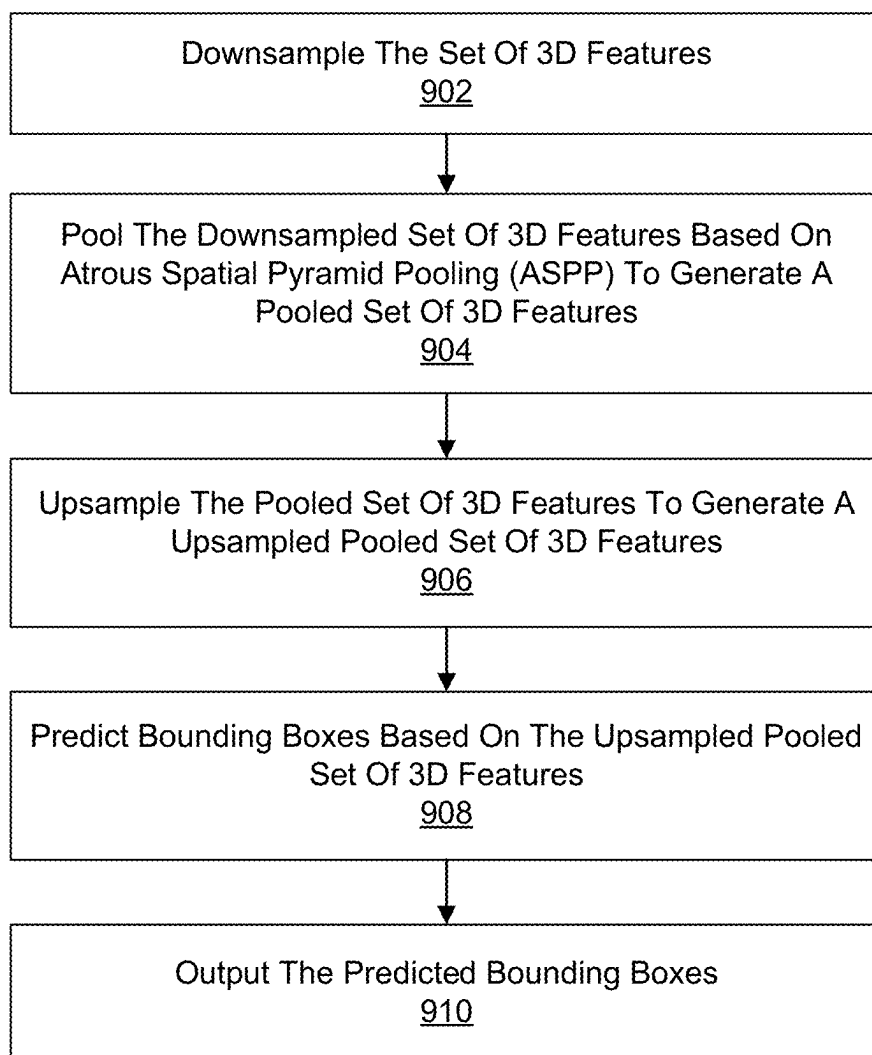 Downsample The Set Of 3D Features
902
Pool The Downsampled Set Of 3D Features Based On
Atrous Spatial Pyramid Pooling (ASPP) To Generate A
Pooled Set Of 3D Features
904
Upsample The Pooled Set Of 3D Features To Generate A
Upsampled Pooled Set Of 3D Features
906
Predict Bounding Boxes Based On The Upsampled Pooled
Set Of 3D Features
908
Output The Predicted Bounding Boxes
910